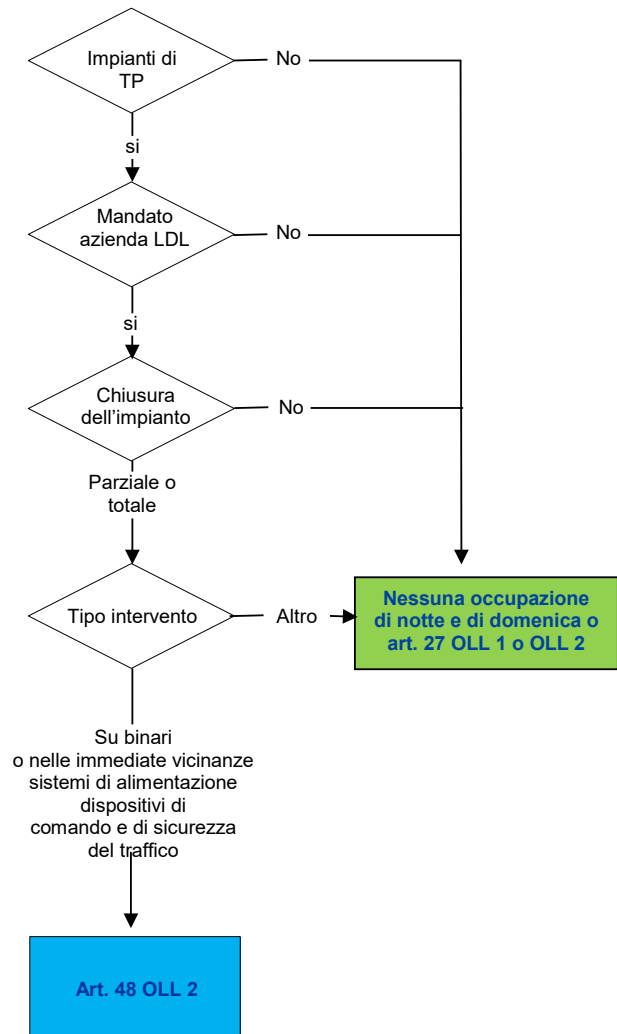 Impianti di
TP
No
si
Mandato
azienda LDL
No
si
Chiusura
dell'impianto
No
Parziale o
totale
Tipo intervento
Altro
Nessuna occupazione
di notte e di domenica o
art. 27 OLL 1 o OLL 2
Su binari
o nelle immediate vicinanze
sistemi di alimentazione
dispositivi di
comando e di sicurezza
del traffico
Art. 48 OLL 2